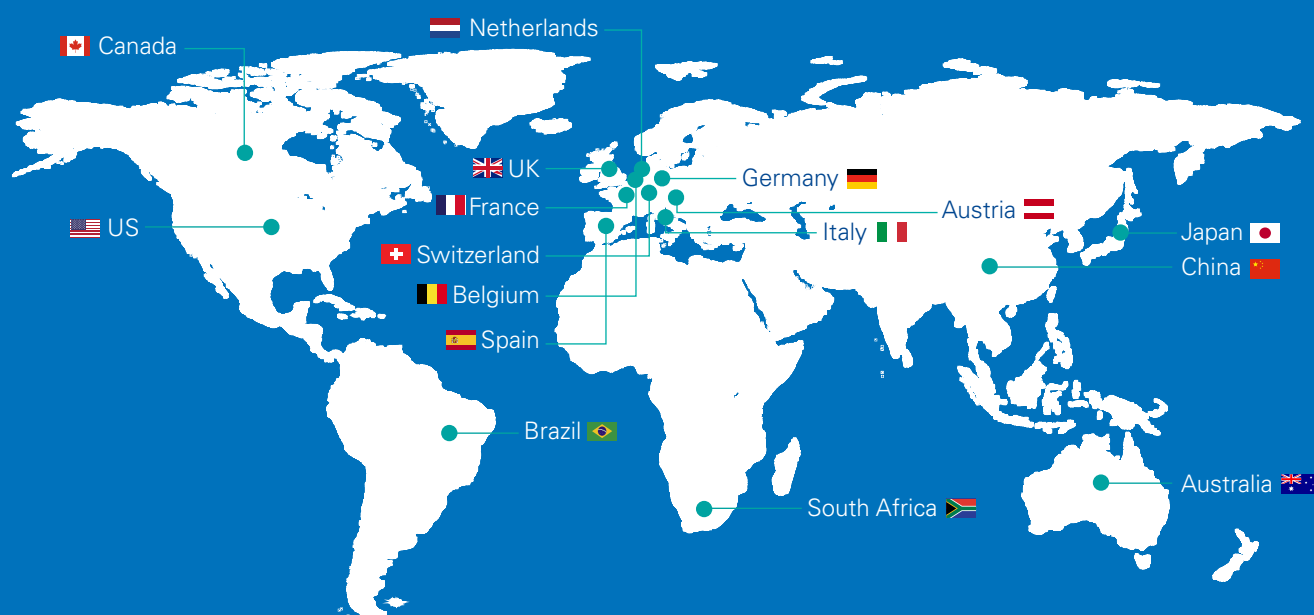 Netherlands
Canada
UK
Germany
France
Austria
US
Italy
Japan
Switzerland
China
Belgium
Spain
Brazil
Australia
South Africa